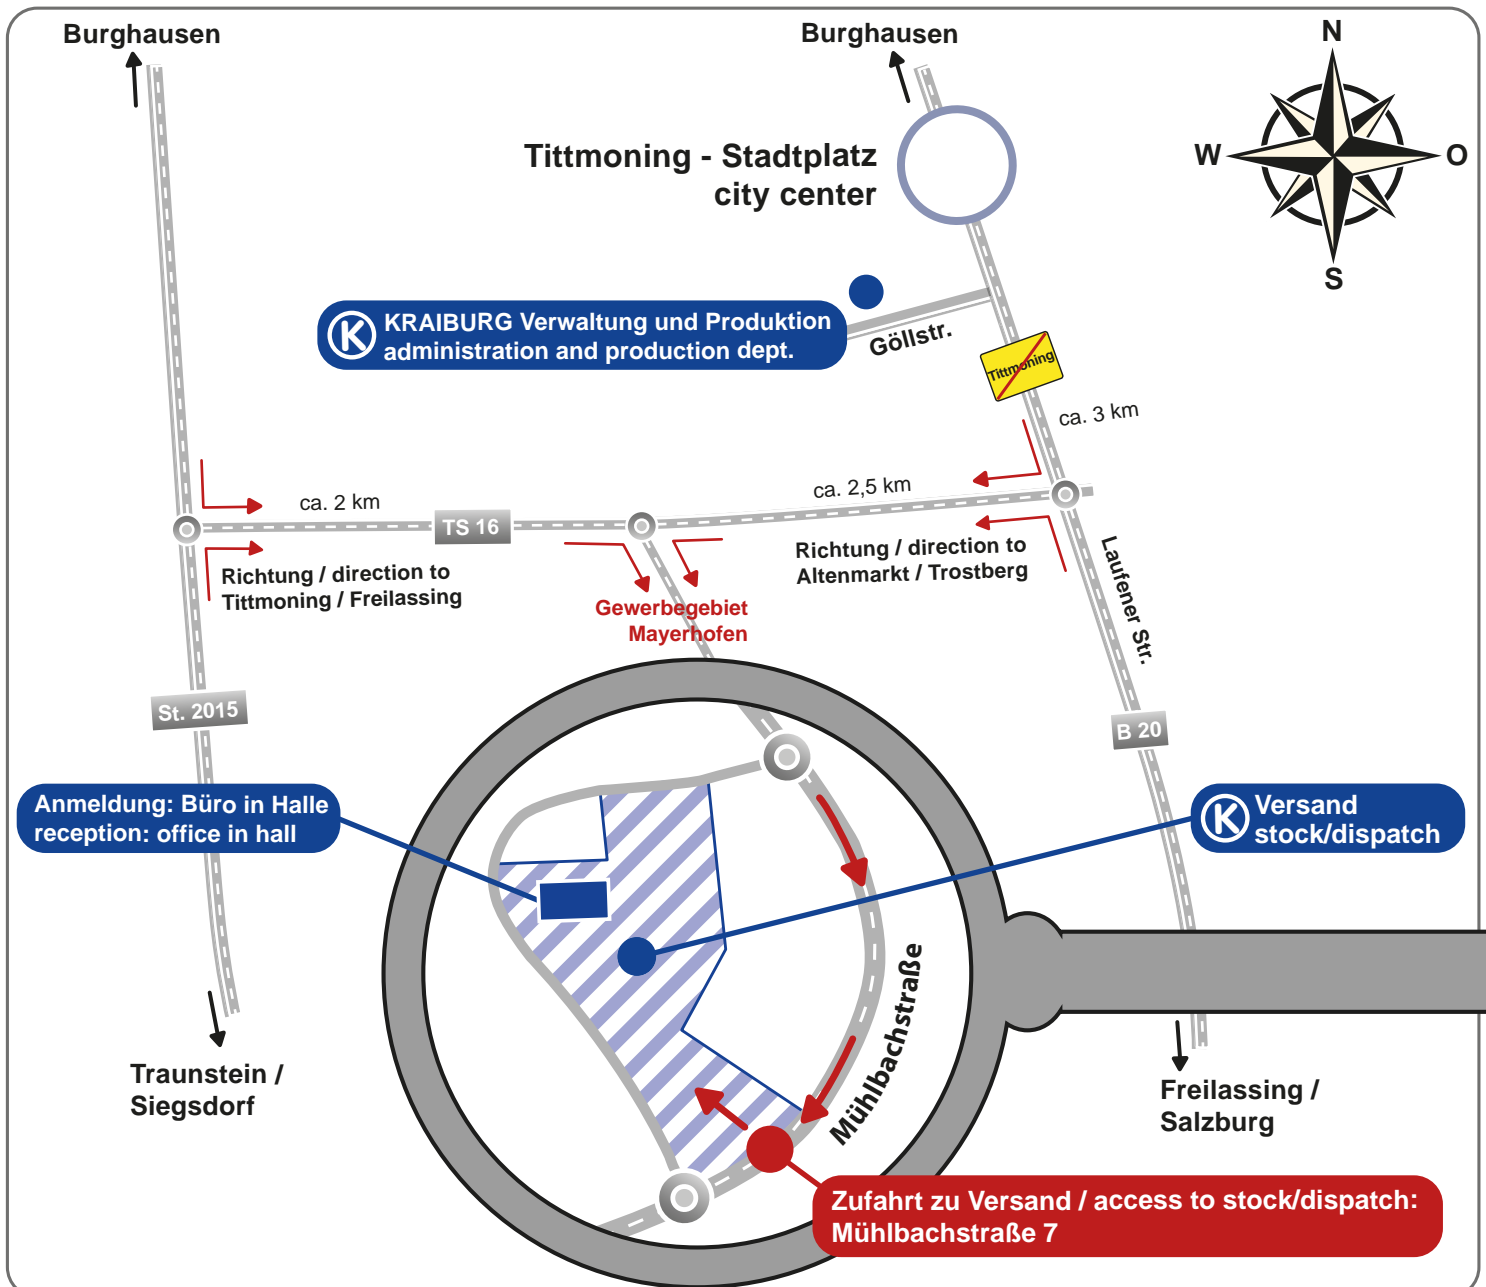 Burghausen
Burghausen
N
W
O
S
Tittmoning - Stadtplatz
city center
K
KRAIBURG Verwaltung und Produktion
administration and production dept.
Göllstr.
Tittmoning
ca. 3 km
ca. 2 km
TS 16
ca. 2,5 km
Richtung / direction to
Tittmoning / Freilassing
Richtung / direction to
Altenmarkt / Trostberg
Gewerbegebiet
Mayerhofen
Laufener Str.
St. 2015
B 20
Anmeldung: Büro in Halle
reception: office in hall
K
Versand
stock/dispatch
Mühlbachstraße
Traunstein /
Siegsdorf
Freilassing /
Salzburg
Zufahrt zu Versand / access to stock/dispatch:
Mühlbachstraße 7